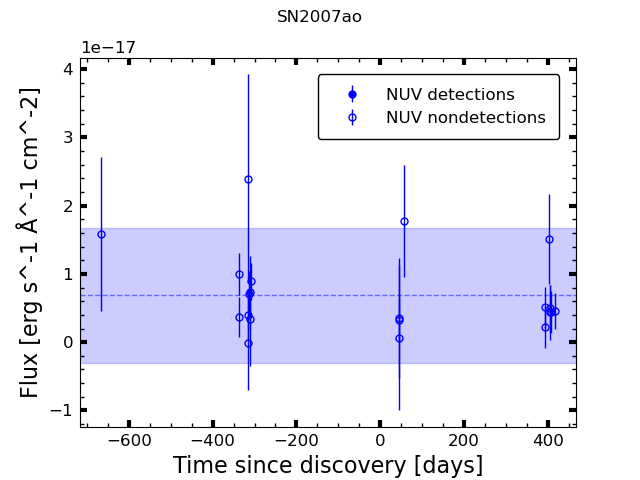 SN2007ao
1e−17
4
3
2
1
0
−1
Flux [erg s^-1 Å^-1 cm^-2]
NUV detections
NUV nondetections
−600 −400 −200 0 200 400
Time since discovery [days]